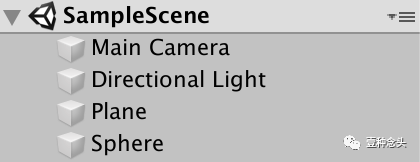 SampleScene
Main Camera
Directional Light
Plane
Sphere
壹种念头